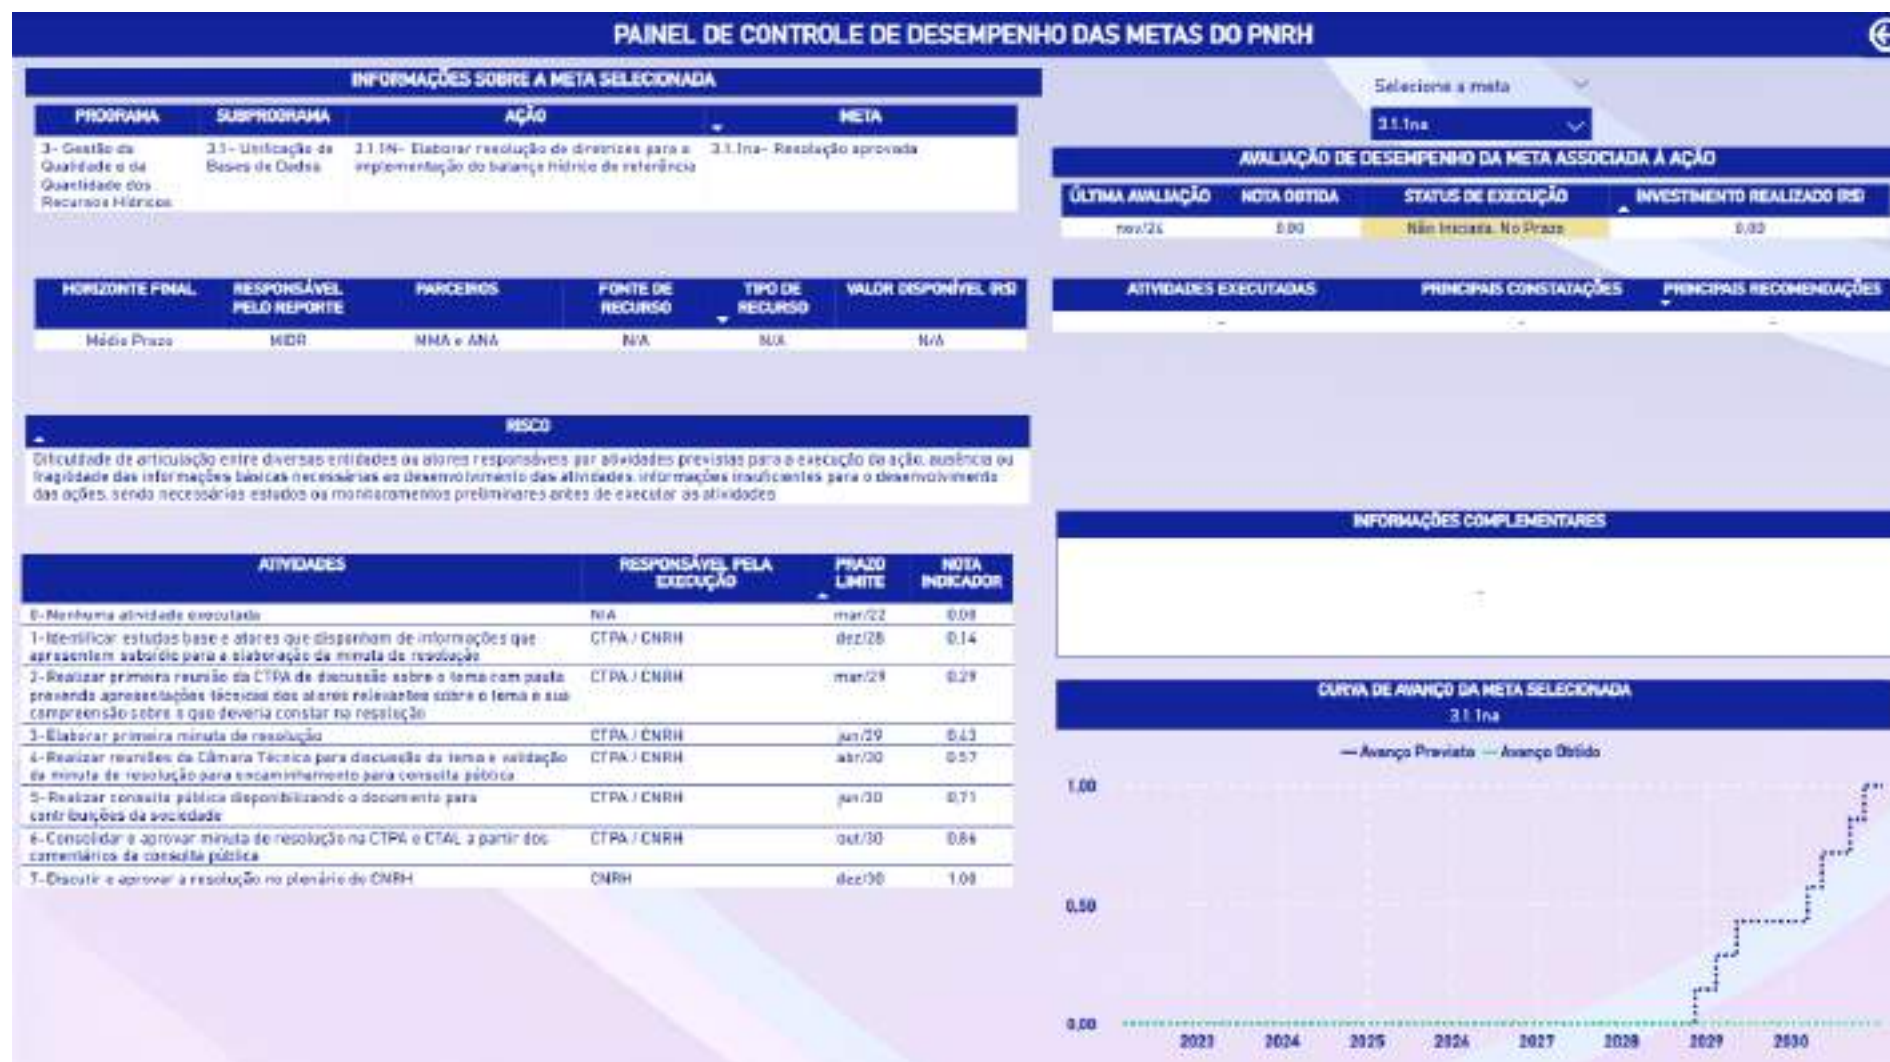 PAINEL DE CONTROLE DE DESEMPENHO DAS METAS DO PNRH
INFORMAÇÕES SOBRE A META SELECIONADA
PROGRAMA SUBPROGRAMA AÇÃO META
3- Gestão da Qualidade e da Quantidade dos Recursos Hídricos
3.1- Unificação de Bases de Dados
3.1.1N- Elaborar resolução de diretrizes para a implementação do balanço hídrico de referência
3.1.1na- Resolução aprovada
HORIZONTE FINAL RESPONSÁVEL PELO REPORTE PARCEIROS FONTE DE RECURSO TIPO DE RECURSO VALOR DISPONÍVEL (R$)
Médio Prazo MIDR MMA e ANA N/A N/A N/A
RISCO
Dificuldade de articulação entre diversas entidades ou atores responsáveis por atividades previstas para a execução da ação, ausência ou
fragilidade das informações básicas necessárias ao desenvolvimento das atividades, informações insuficientes para o desenvolvimento
das ações, sendo necessários estudos ou monitoramentos preliminares antes de executar as atividades
ATIVIDADES RESPONSÁVEL PELA EXECUÇÃO PRAZO LIMITE NOTA INDICADOR
0-Nenhuma atividade executada N/A mar/22 0,00
1-Identificar estudos base e atores que disponham de informações que
apresentem subsídio para a elaboração da minuta de resolução CTPA / CNRH dez/28 0,14
2-Realizar primeira reunião da CTPA de discussão sobre o tema com pauta
prevendo apresentações técnicas dos atores relevantes sobre o tema e sua
compreensão sobre o que deveria constar na resolução CTPA / CNRH mar/29 0,29
3-Elaborar primeira minuta de resolução CTPA / CNRH jun/29 0,43
4-Realizar reuniões da Câmara Técnica para discussão do tema e validação
da minuta de resolução para encaminhamento para consulta pública CTPA / CNRH abr/30 0,57
5-Realizar consulta pública disponibilizando o documento para
contribuições da sociedade CTPA / CNRH jun/30 0,71
6-Consolidar e aprovar minuta de resolução na CTPA e CTAL a partir dos
comentários da consulta pública CTPA / CNRH out/30 0,86
7-Discutir e aprovar a resolução no plenário do CNRH CNRH dez/30 1,00
Selecione a meta
3.1.1na
AVALIAÇÃO DE DESEMPENHO DA META ASSOCIADA À AÇÃO
ÚLTIMA AVALIAÇÃO NOTA OBTIDA STATUS DE EXECUÇÃO INVESTIMENTO REALIZADO (R$)
nov/24 0,00 Não Iniciada, No Prazo 0,00
ATIVIDADES EXECUTADAS PRINCIPAIS CONSTATAÇÕES PRINCIPAIS RECOMENDAÇÕES
- - -
INFORMAÇÕES COMPLEMENTARES
-
CURVA DE AVANÇO DA META SELECIONADA
3.1.1na
Avanço Previsto Avanço Obtido
1,00
0,50
0,00
2023 2024 2025 2026 2027 2028 2029 2030